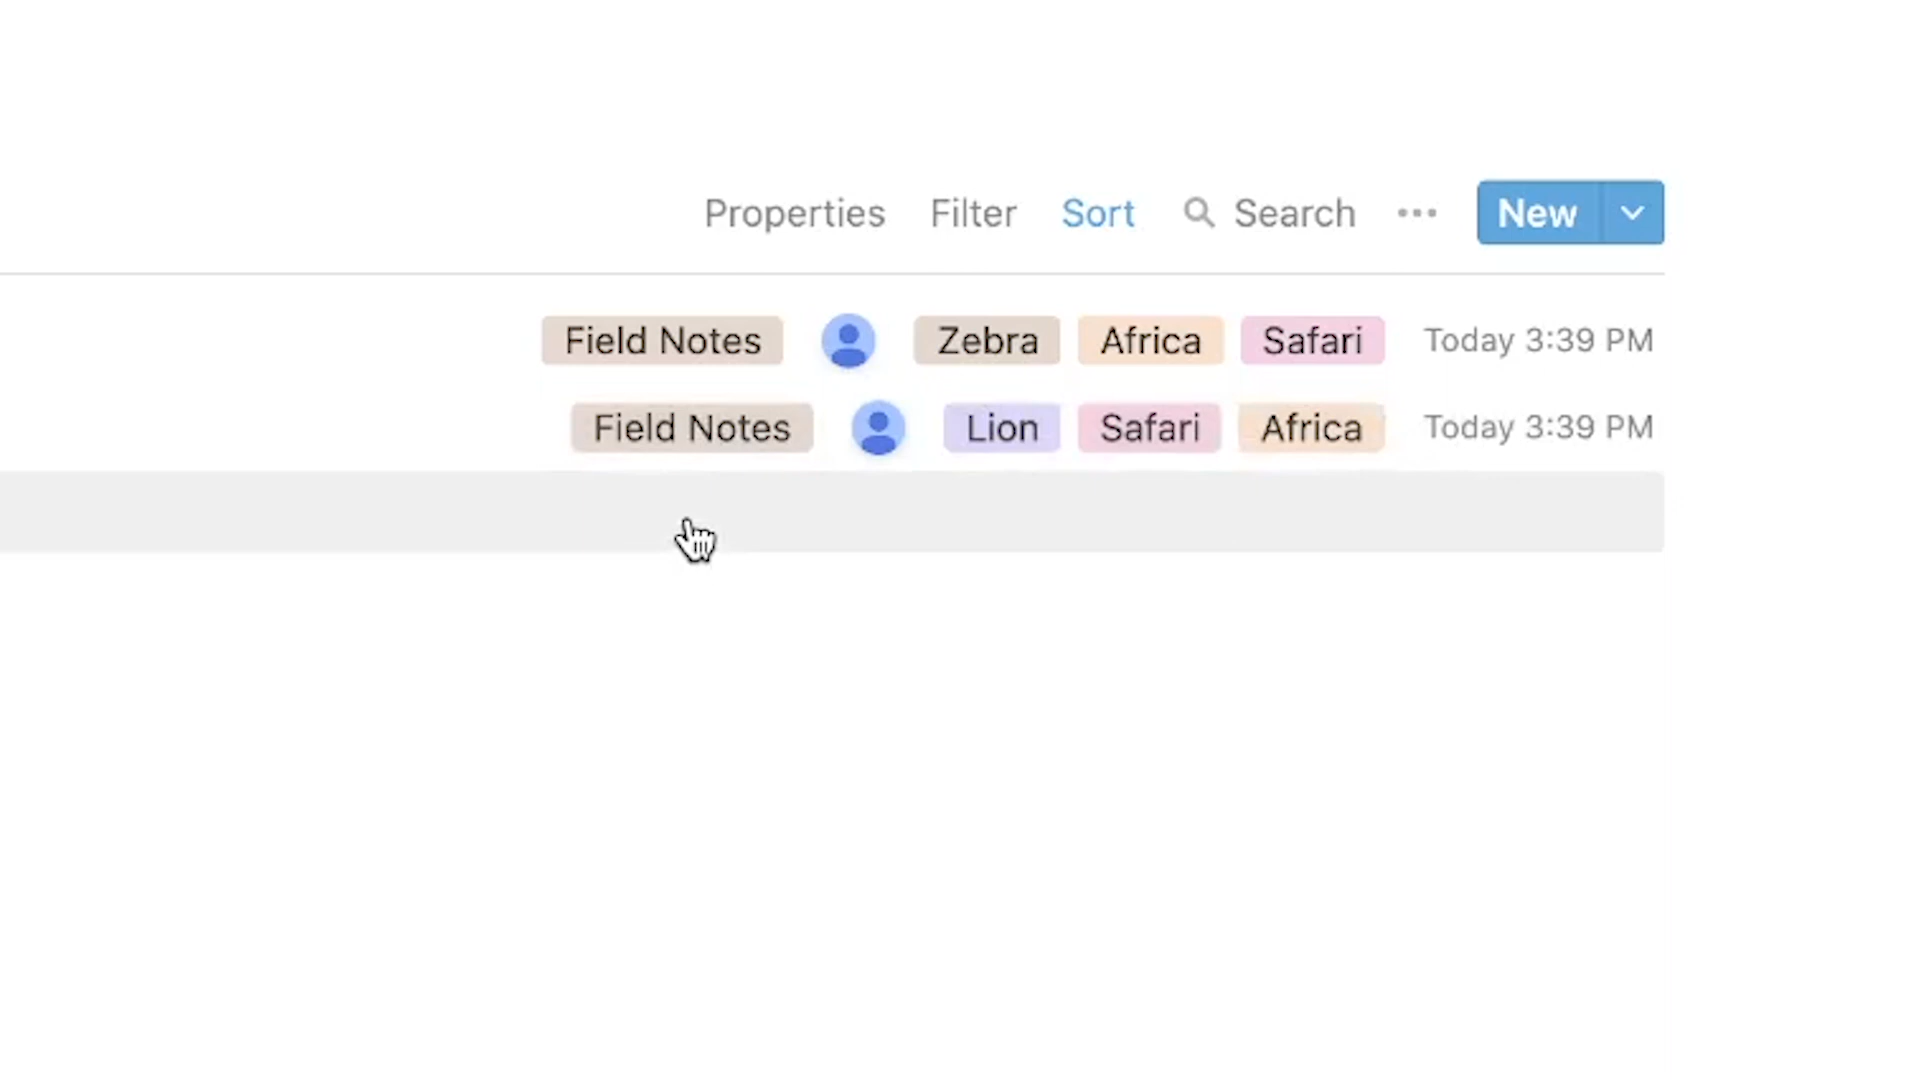 Properties Filter Sort Search New
Field Notes Zebra Africa Safari Today 3:39 PM
Field Notes Lion Safari Africa Today 3:39 PM